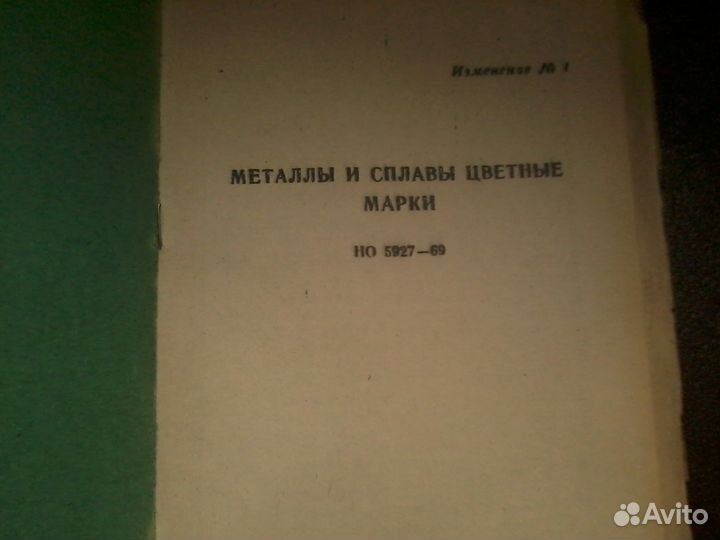 Изменение № 1
МЕТАЛЛЫ И СПЛАВЫ ЦВЕТНЫЕ
МАРКИ
НО 5927—69
Avito